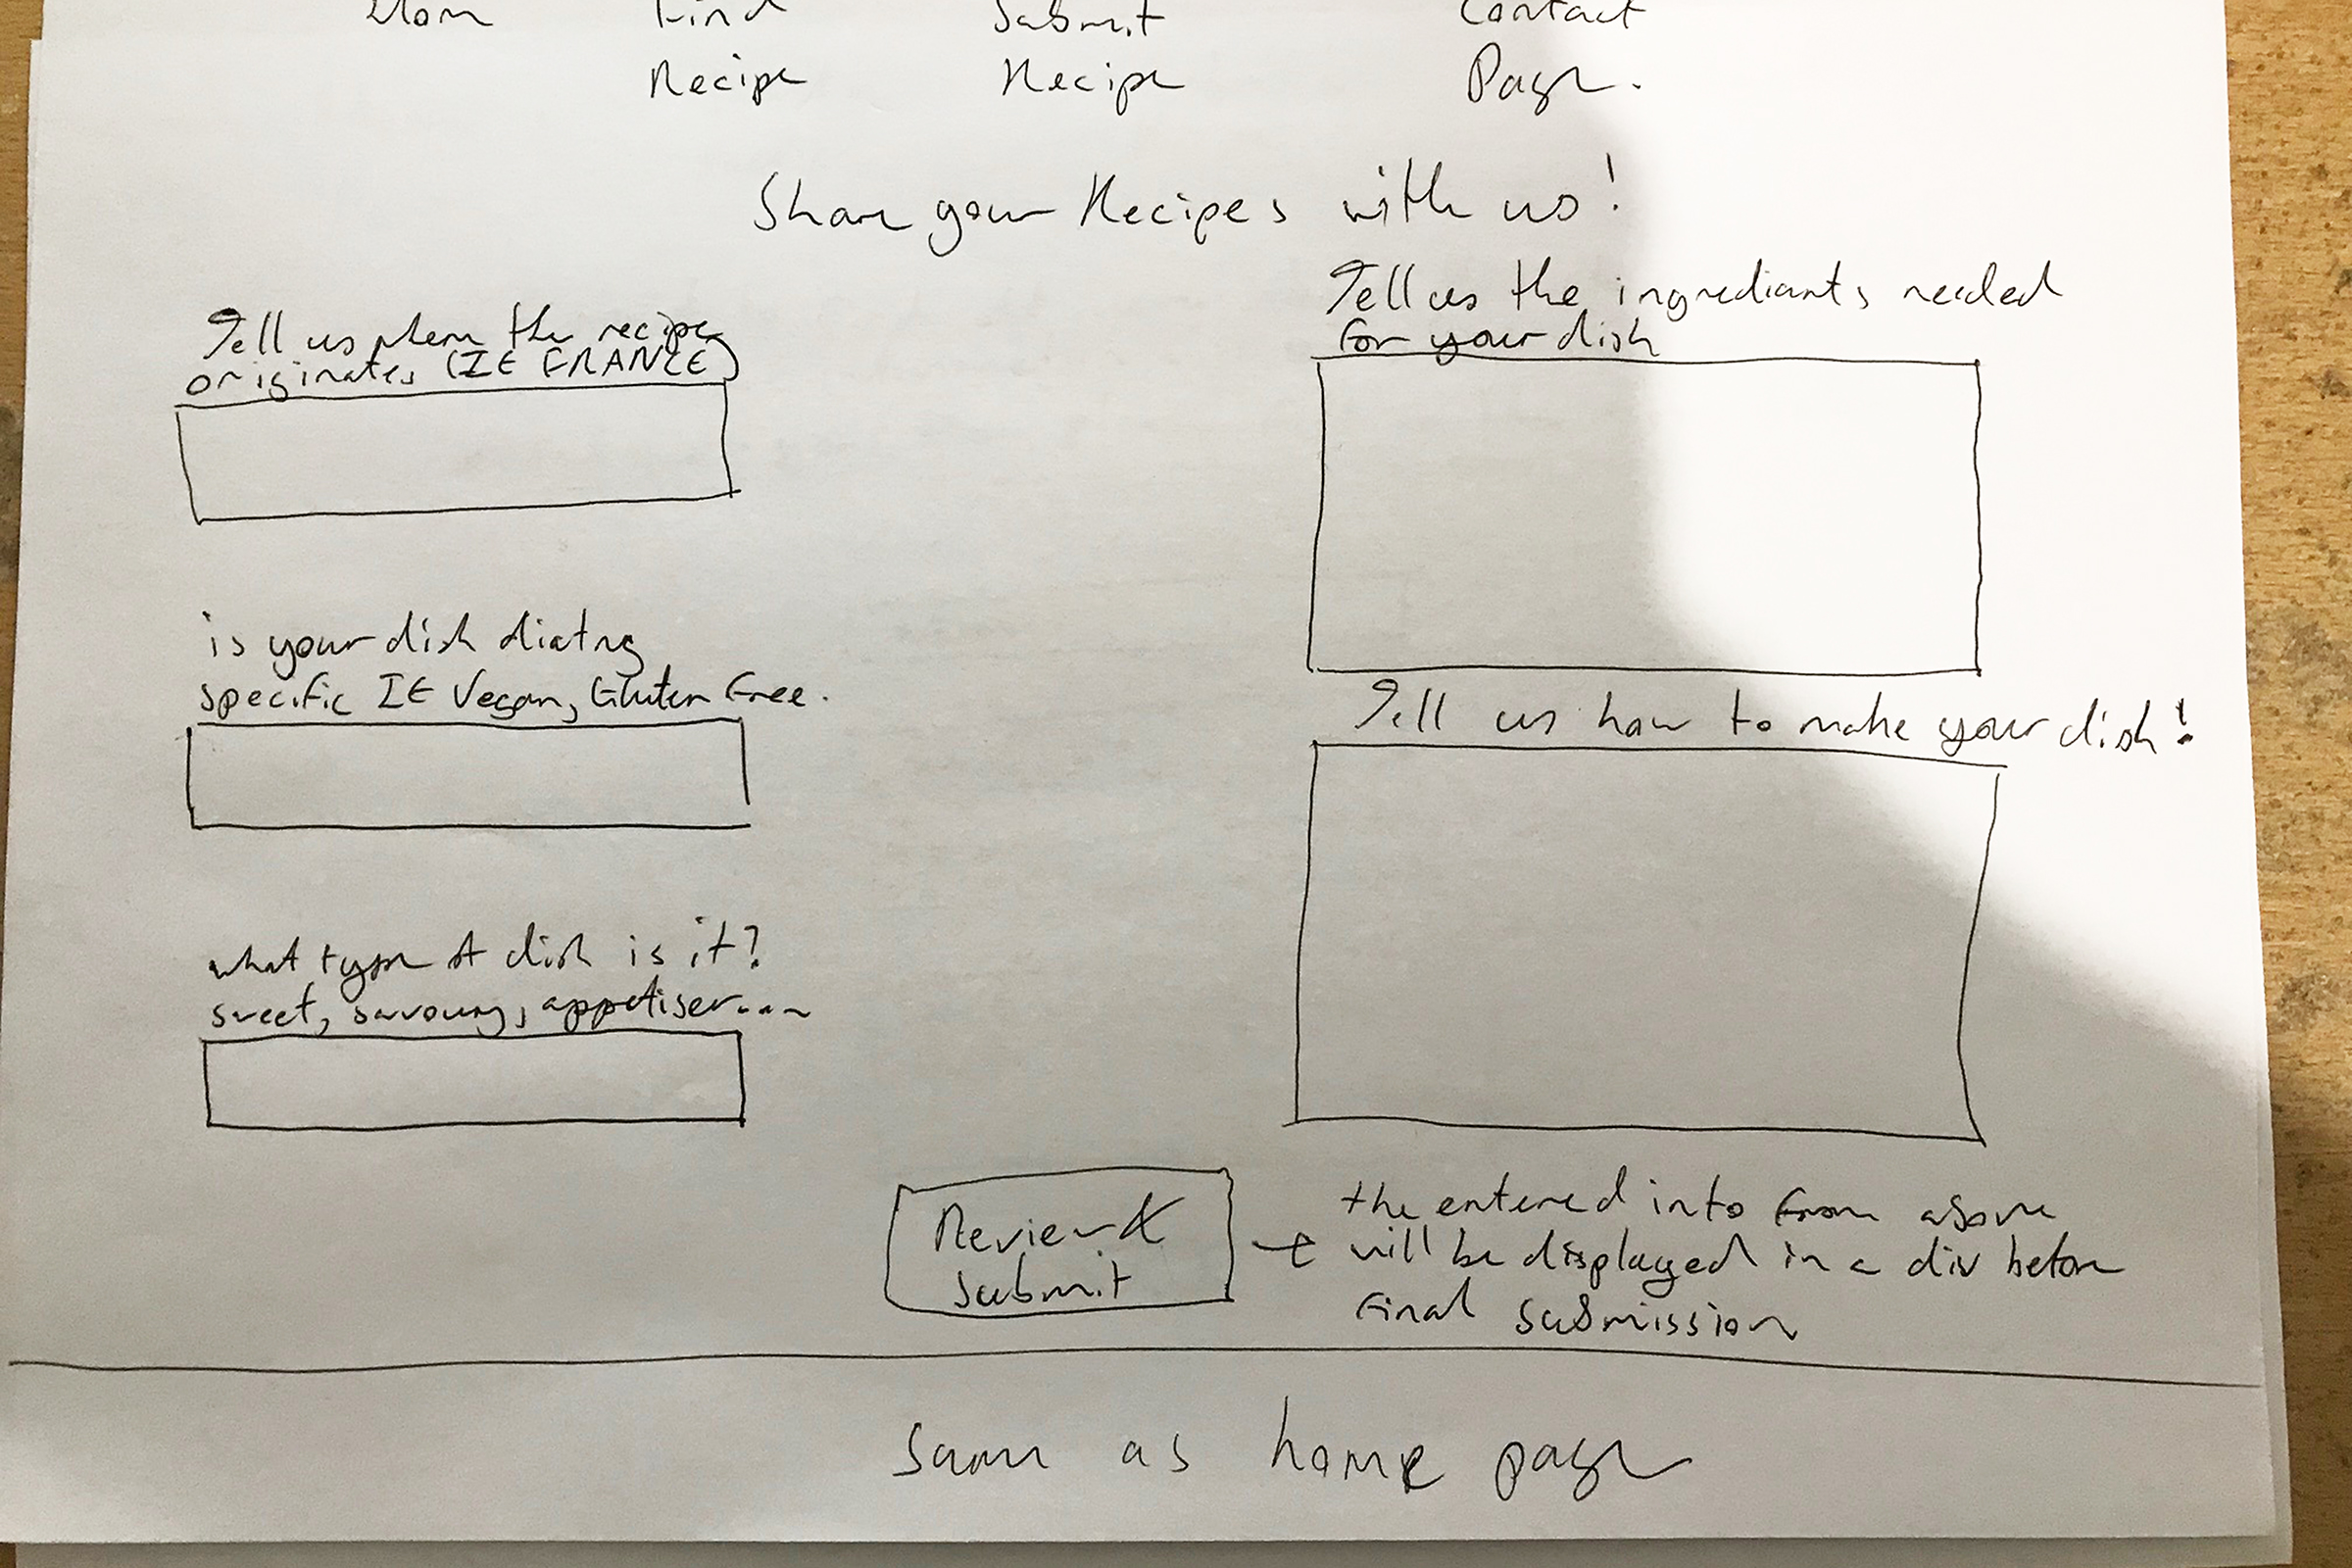 Home Find Submit Contact
Recipe Recipe Page.
Share your Recipes with us!
Tell us where the recipe
originates (IE FRANCE)
Tell us the ingrediants needed
for your dish
is your dish diatry
specific IE Vegan, Gluten Free.
Tell us how to make your dish!
what type of dish is it?
sweet, savoury, appetiser...
Review &
Submit
the entered into from above
will be displayed in a div before
Final Submission
Same as home page